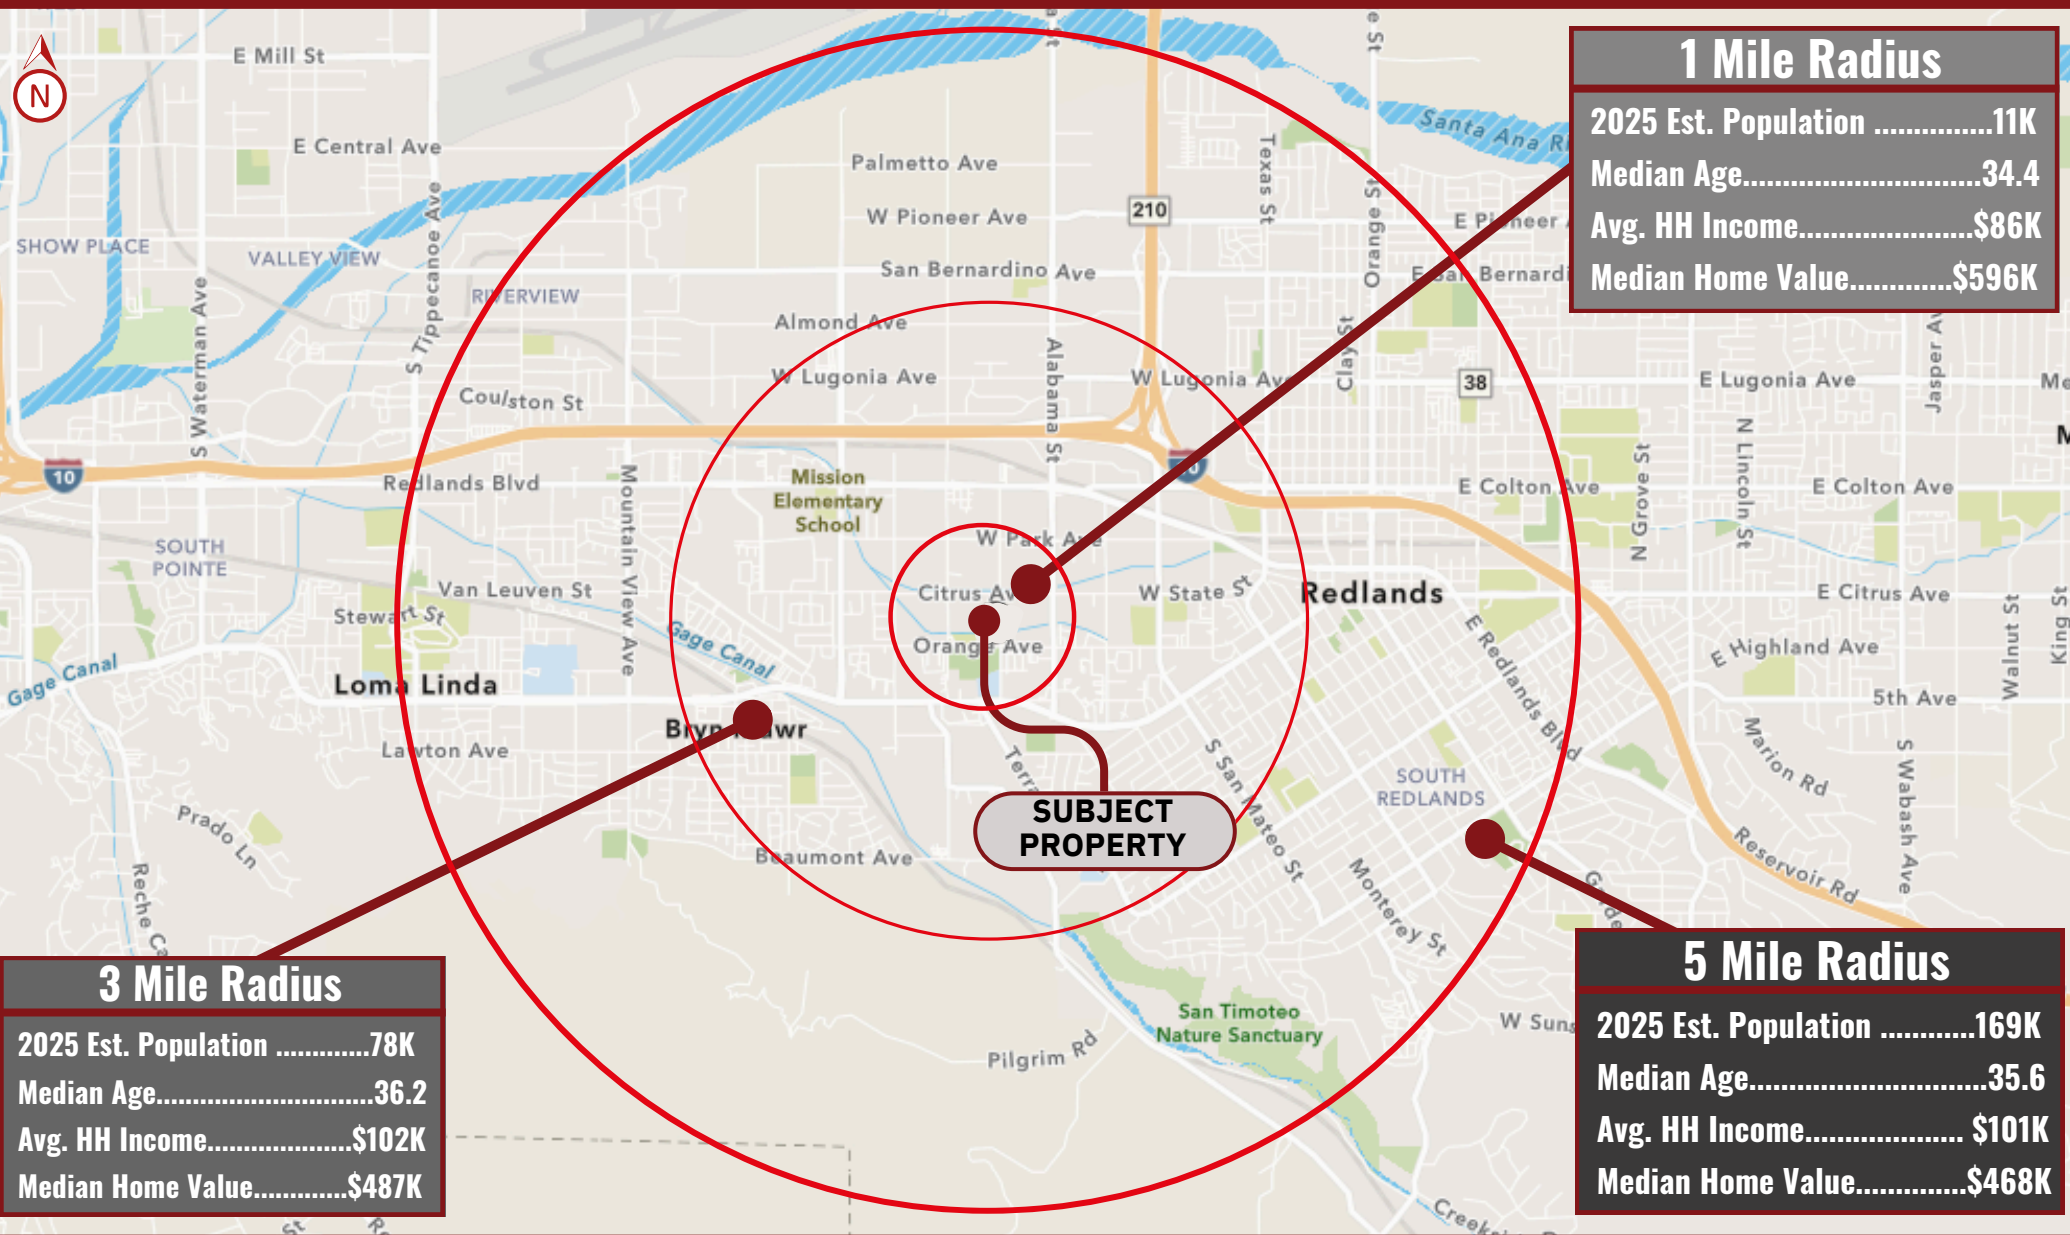 N
E Mill St
E Central Ave
SHOW PLACE
VALLEY VIEW
RIVERVIEW
S Waterman Ave
S Tippecanoe Ave
Coulston St
10
Redlands Blvd
SOUTH
POINTE
Van Leuven St
Stewart St
Gage Canal
Loma Linda
Lawton Ave
Prado Ln
Reche
Mountain View Ave
Palmetto Ave
W Pioneer Ave
San Bernardino Ave
Almond Ave
W Lugonia Ave
Alabama St
210
W Lugonia Ave
Texas St
Orange St
Clay St
Santa Ana
E Pioneer
E San
38
E Lugonia Ave
Jasper
E Colton Ave
N Grove St
N Lincoln St
E Colton Ave
Mission
Elementary
School
W Park Ave
Citrus
Orange Ave
W State St
Redlands
E Citrus Ave
E Highland Ave
Walnut St
King St
5th Ave
E Redlands Blvd
Marion Rd
S Wabash Ave
Reservoir Rd
SOUTH
REDLANDS
S San Mateo St
Monterey St
Gage Canal
Beaumont Ave
SUBJECT
PROPERTY
San Timoteo
Nature Sanctuary
Pilgrim Rd
1 Mile Radius
2025 Est. Population ...............11K
Median Age..............................34.4
Avg. HH Income......................$86K
Median Home Value.............$596K
3 Mile Radius
2025 Est. Population .............78K
Median Age..............................36.2
Avg. HH Income.....................$102K
Median Home Value.............$487K
5 Mile Radius
2025 Est. Population ............169K
Median Age..............................35.6
Avg. HH Income.................... $101K
Median Home Value..............$468K